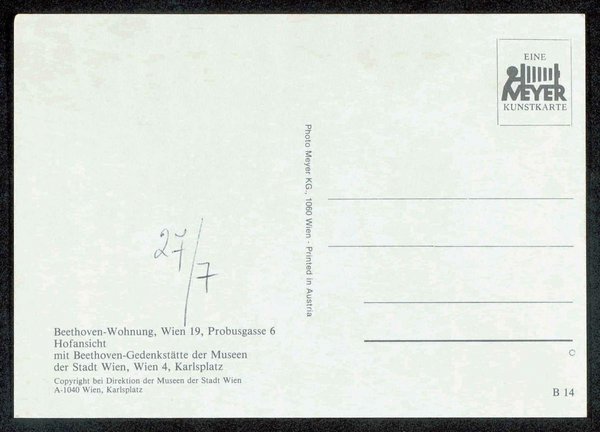 EINE
MEYER
KUNSTKARTE
Photo Meyer KG., 1060 Wien - Printed in Austria
27/7
Beethoven-Wohnung, Wien 19, Probusgasse 6
Hofansicht
mit Beethoven-Gedenkstätte der Museen
der Stadt Wien, Wien 4, Karlsplatz
Copyright bei Direktion der Museen der Stadt Wien
A-1040 Wien, Karlsplatz
C
B 14